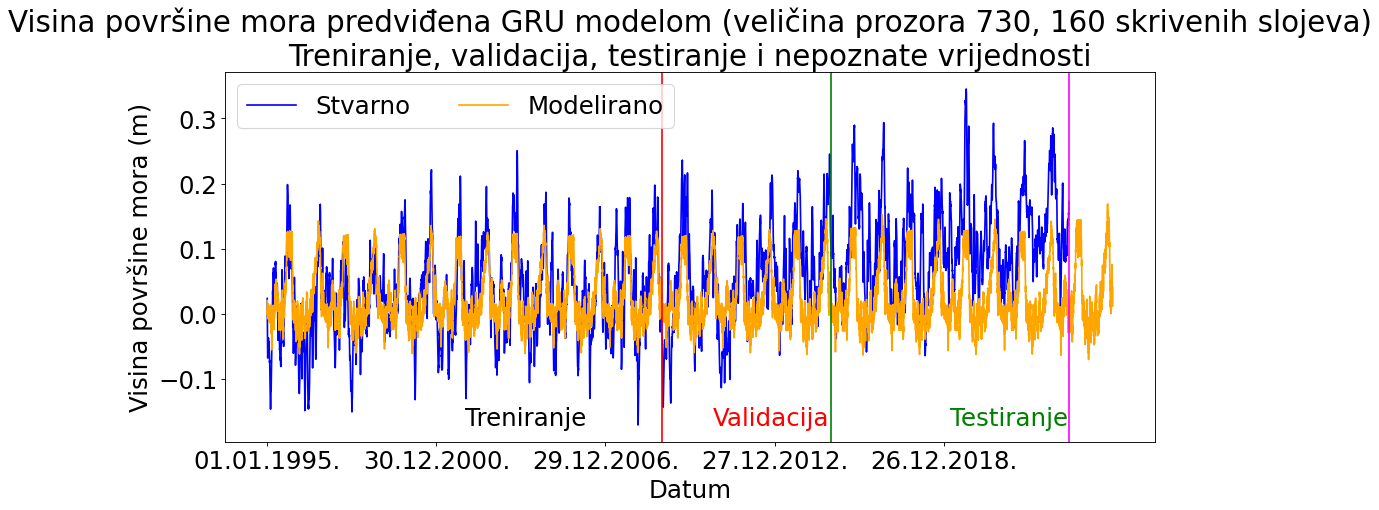 Visina površine mora predviđena GRU modelom (veličina prozora 730, 160 skrivenih slojeva)
Treniranje, validacija, testiranje i nepoznate vrijednosti
Stvarno Modelirano
Visina površine mora (m)
0.3
0.2
0.1
0.0
−0.1
Treniranje Validacija Testiranje
01.01.1995. 30.12.2000. 29.12.2006. 27.12.2012. 26.12.2018.
Datum